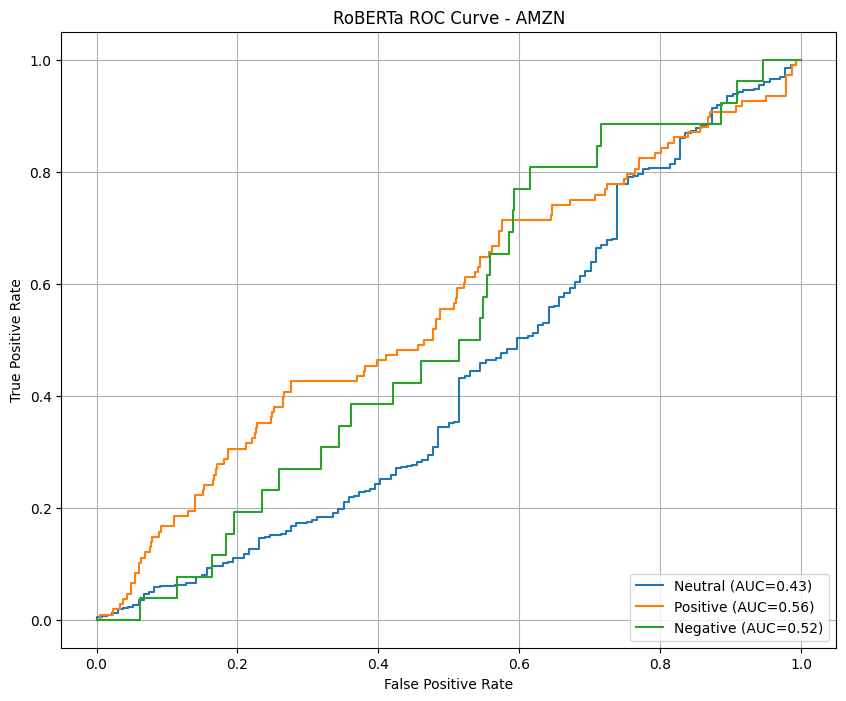 RoBERTa ROC Curve - AMZN
True Positive Rate
1.0
0.8
0.6
0.4
0.2
0.0
0.0
0.2
0.4
0.6
0.8
1.0
False Positive Rate
Neutral (AUC=0.43)
Positive (AUC=0.56)
Negative (AUC=0.52)